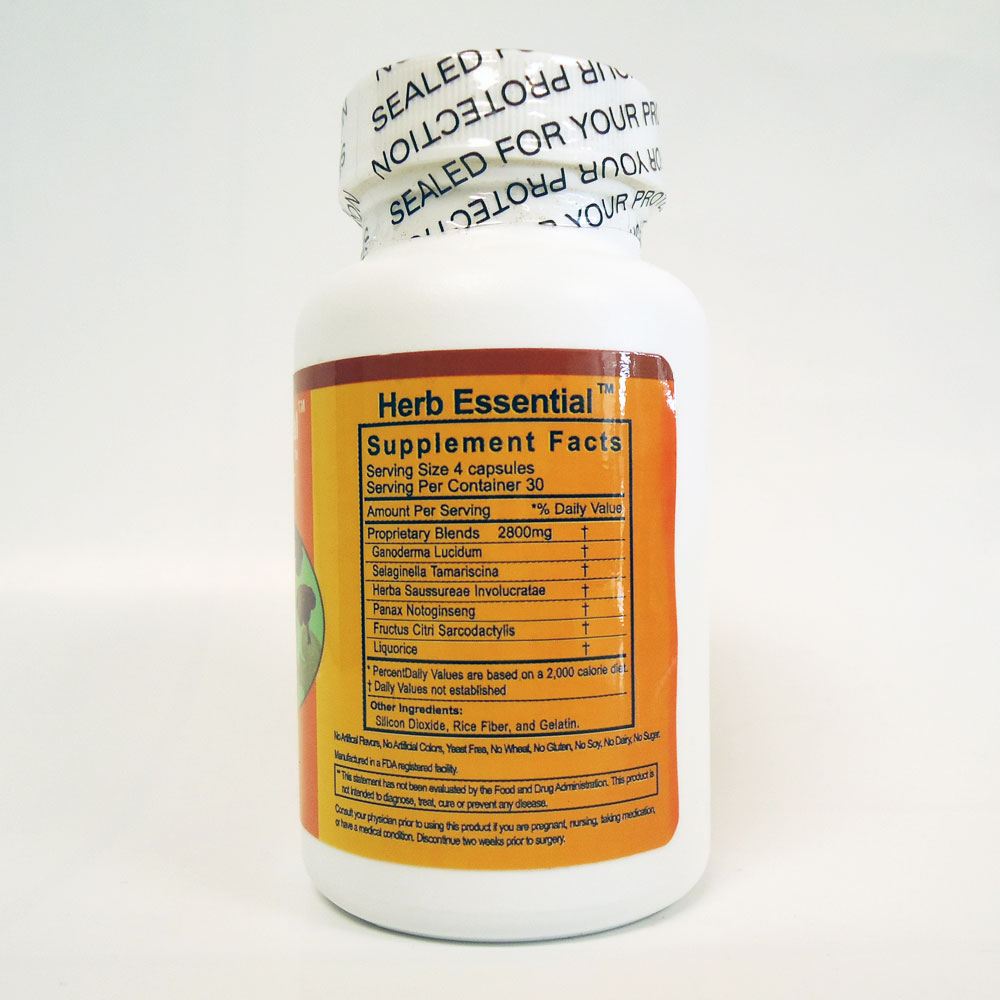 SEALED
SEALED FOR YOUR PROTECTION
SEALED FOR YOUR
FOR YOUR PROTECTION
YOUR
Herb Essential™
Supplement Facts
Serving Size 4 capsules
Serving Per Container 30
Amount Per Serving *% Daily Value
Proprietary Blends 2800mg †
Ganoderma Lucidum †
Selaginella Tamariscina †
Herba Saussureae Involucratae †
Panax Notoginseng †
Fructus Citri Sarcodactylis †
Liquorice †
* PercentDaily Values are based on a 2,000 calorie diet.
† Daily Values not established
Other Ingredients:
Silicon Dioxide, Rice Fiber, and Gelatin.
No Artifical Flavors, No Artificial Colors, Yeast Free, No Wheat, No Gluten, No Soy, No Dairy, No Sugar.
Manufactured in a FDA registered facility.
** This statement has not been evaluated by the Food and Drug Administration. This product is
not intended to diagnose, treat, cure or prevent any disease.
Consult your physician prior to using this product if you are pregnant, nursing, taking medication,
or have a medical condition. Discontinue two weeks prior to surgery.